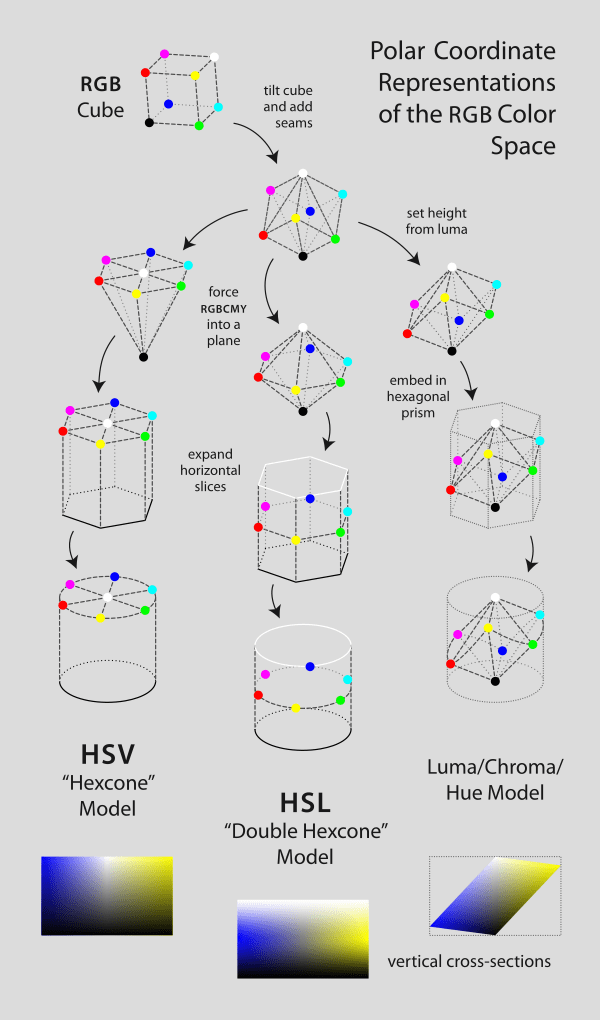 Polar Coordinate
Representations
of the RGB Color
Space
RGB
Cube
tilt cube
and add
seams
set height
from luma
force
RGBCMY
into a
plane
embed in
hexagonal
prism
expand
horizontal
slices
HSV
“Hexcone”
Model
HSL
“Double Hexcone”
Model
Luma/Chroma/
Hue Model
vertical cross-sections